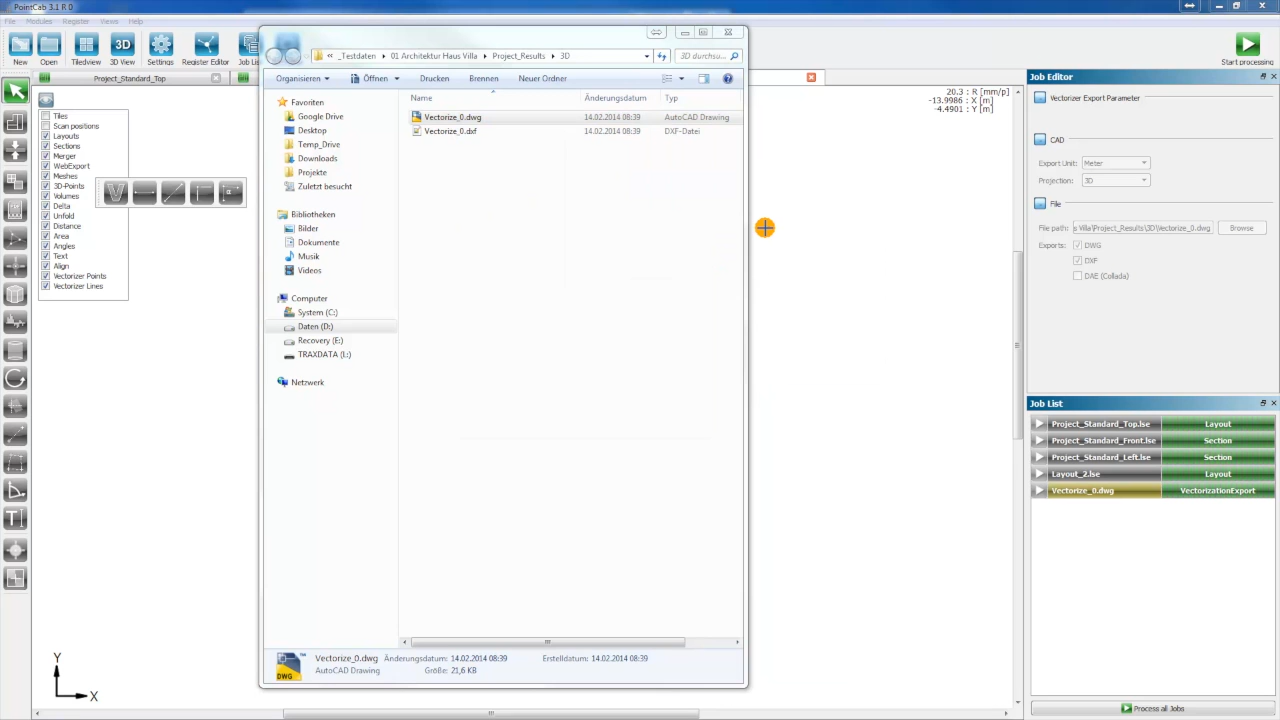 PointCab 3.1 R 0
File Modules Register Views Help
New Open Tiledview 3D View Settings Register Editor Job Lis Start processing
Project_Standard_Top
Tiles
Scan positions
Layouts
Sections
Merger
WebExport
Meshes
3D-Points
Volumes
Delta
Unfold
Distance
Area
Angles
Text
Align
Vectorizer Points
Vectorizer Lines
Y
X
« _Testdaten 01 Architektur Haus Villa Project_Results 3D
3D durchsu...
Organisieren Öffnen Drucken Brennen Neuer Ordner
Favoriten
Google Drive
Desktop
Temp_Drive
Downloads
Projekte
Zuletzt besucht
Bibliotheken
Bilder
Dokumente
Musik
Videos
Computer
System (C:)
Daten (D:)
Recovery (E:)
TRAXDATA (I:)
Netzwerk
Name Änderungsdatum Typ
Vectorize_0.dwg 14.02.2014 08:39 AutoCAD Drawing
Vectorize_0.dxf 14.02.2014 08:39 DXF-Datei
DWG
Vectorize_0.dwg Änderungsdatum: 14.02.2014 08:39 Erstelldatum: 14.02.2014 08:39
AutoCAD Drawing Größe: 21,6 KB
20.3 : R [mm/p]
-13.9986 : X [m]
-4.4901 : Y [m]
Job Editor
Vectorizer Export Parameter
CAD
Export Unit: Meter
Projection: 3D
File
File path: s Villa\Project_Results\3D\Vectorize_0.dwg Browse
Exports: DWG
DXF
DAE (Collada)
Job List
Project_Standard_Top.lse Layout
Project_Standard_Front.lse Section
Project_Standard_Left.lse Section
Layout_2.lse Layout
Vectorize_0.dwg VectorizationExport
Process all Jobs